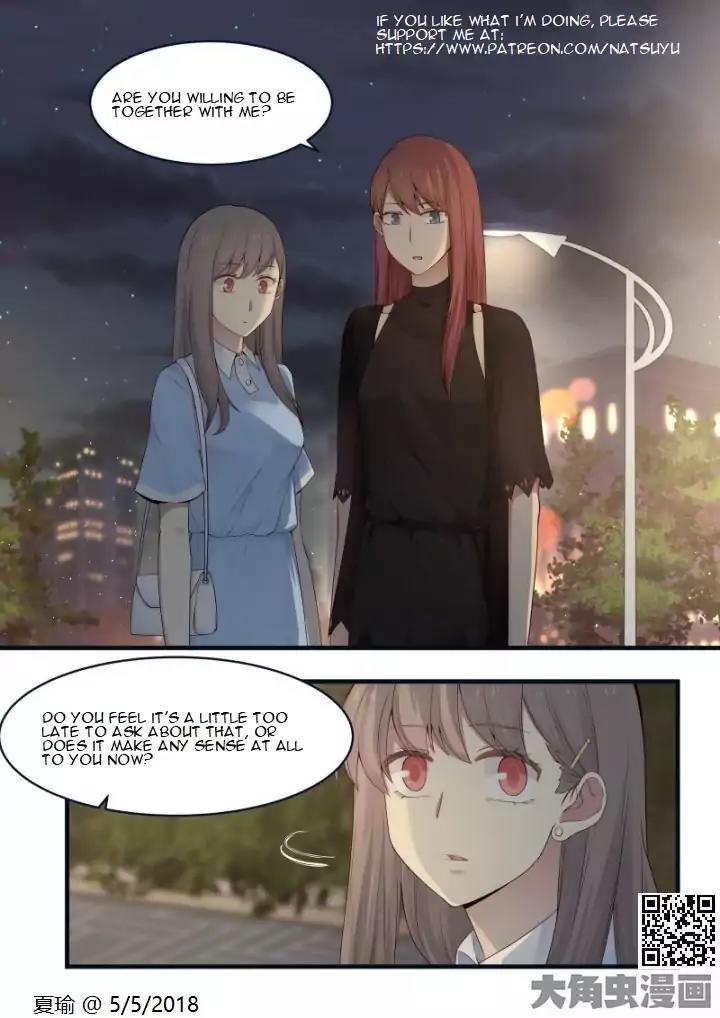 IF YOU LIKE WHAT I'M DOING, PLEASE
SUPPORT ME AT:
HTTPS://WWW.PATREON.COM/NATSUYU
ARE YOU WILLING TO BE
TOGETHER WITH ME?
DO YOU FEEL IT'S A LITTLE TOO
LATE TO ASK ABOUT THAT, OR
DOES IT MAKE ANY SENSE AT ALL
TO YOU NOW?
大角虫漫画
夏瑜 @ 5/5/2018